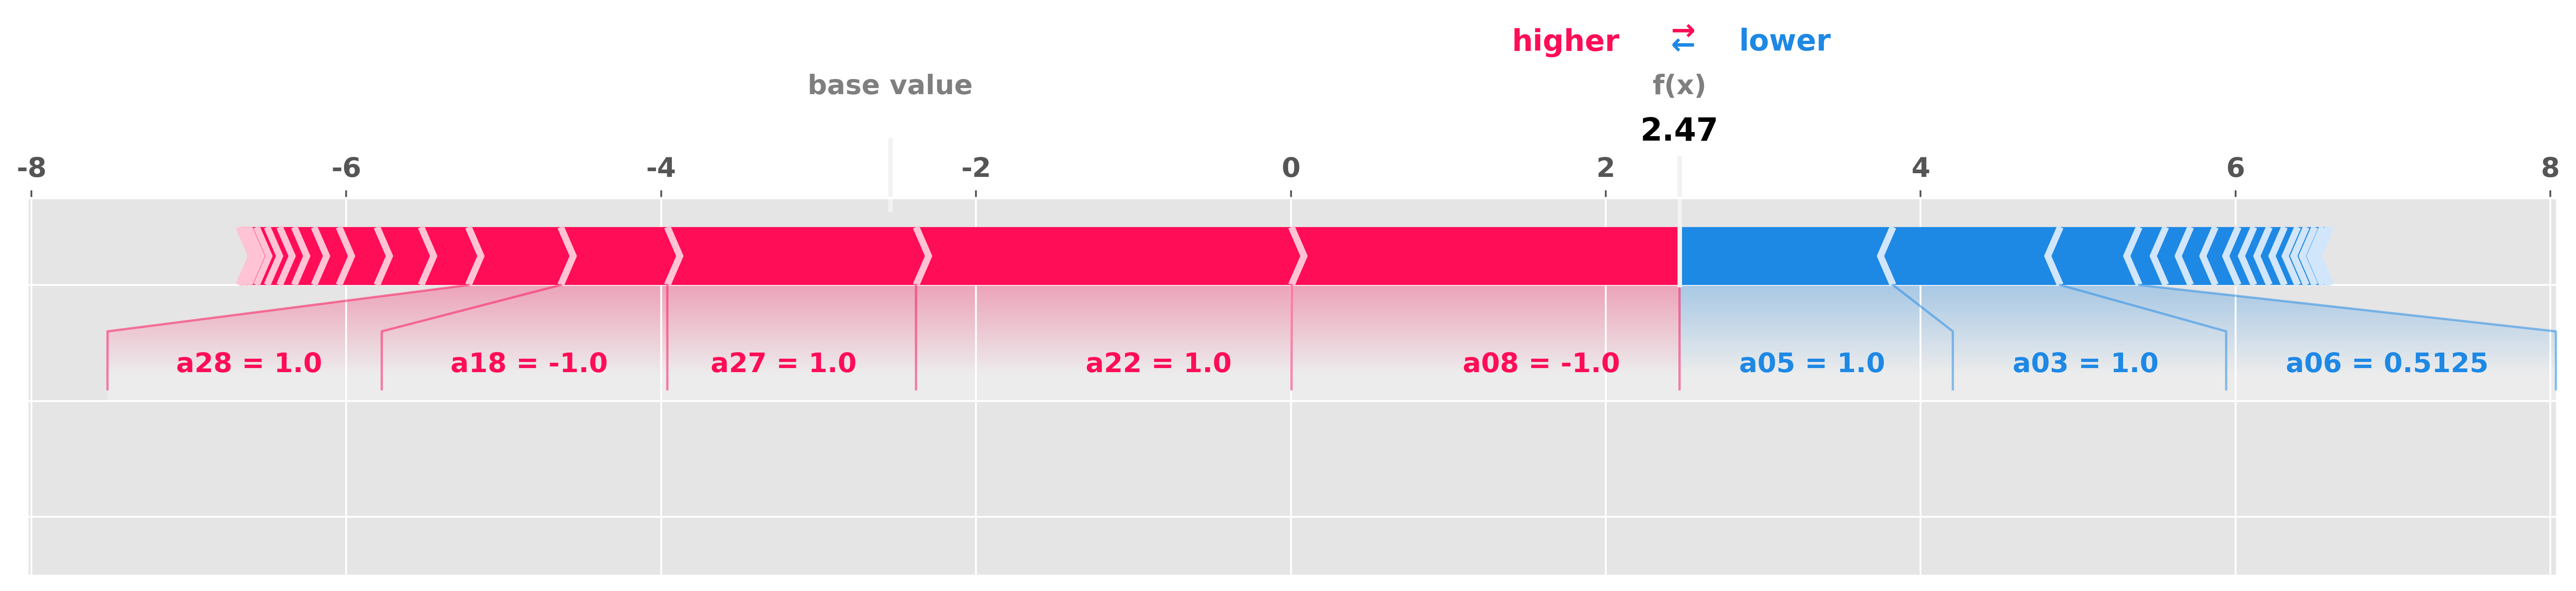 higher ⇄ lower
base value f(x)
2.47
-8 -6 -4 -2 0 2 4 6 8
a28 = 1.0 a18 = -1.0 a27 = 1.0 a22 = 1.0 a08 = -1.0 a05 = 1.0 a03 = 1.0 a06 = 0.5125